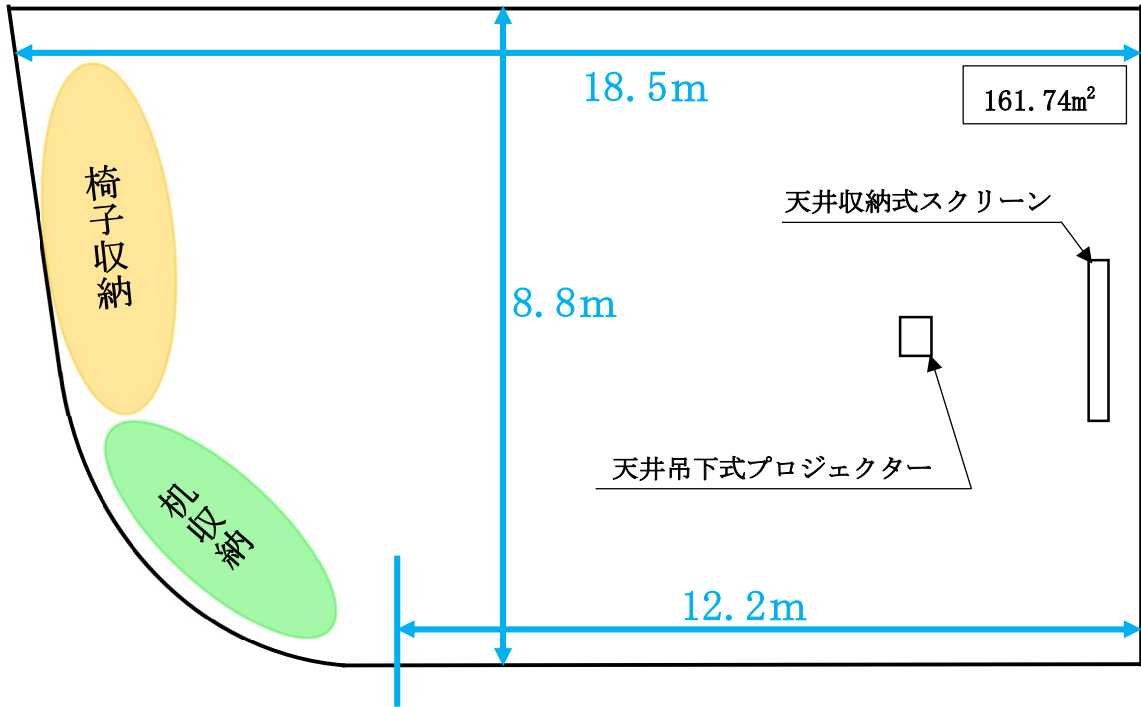 18.5m
161.74m²
椅子収納
天井収納式スクリーン
8.8m
天井吊下式プロジェクター
机収納
12.2m